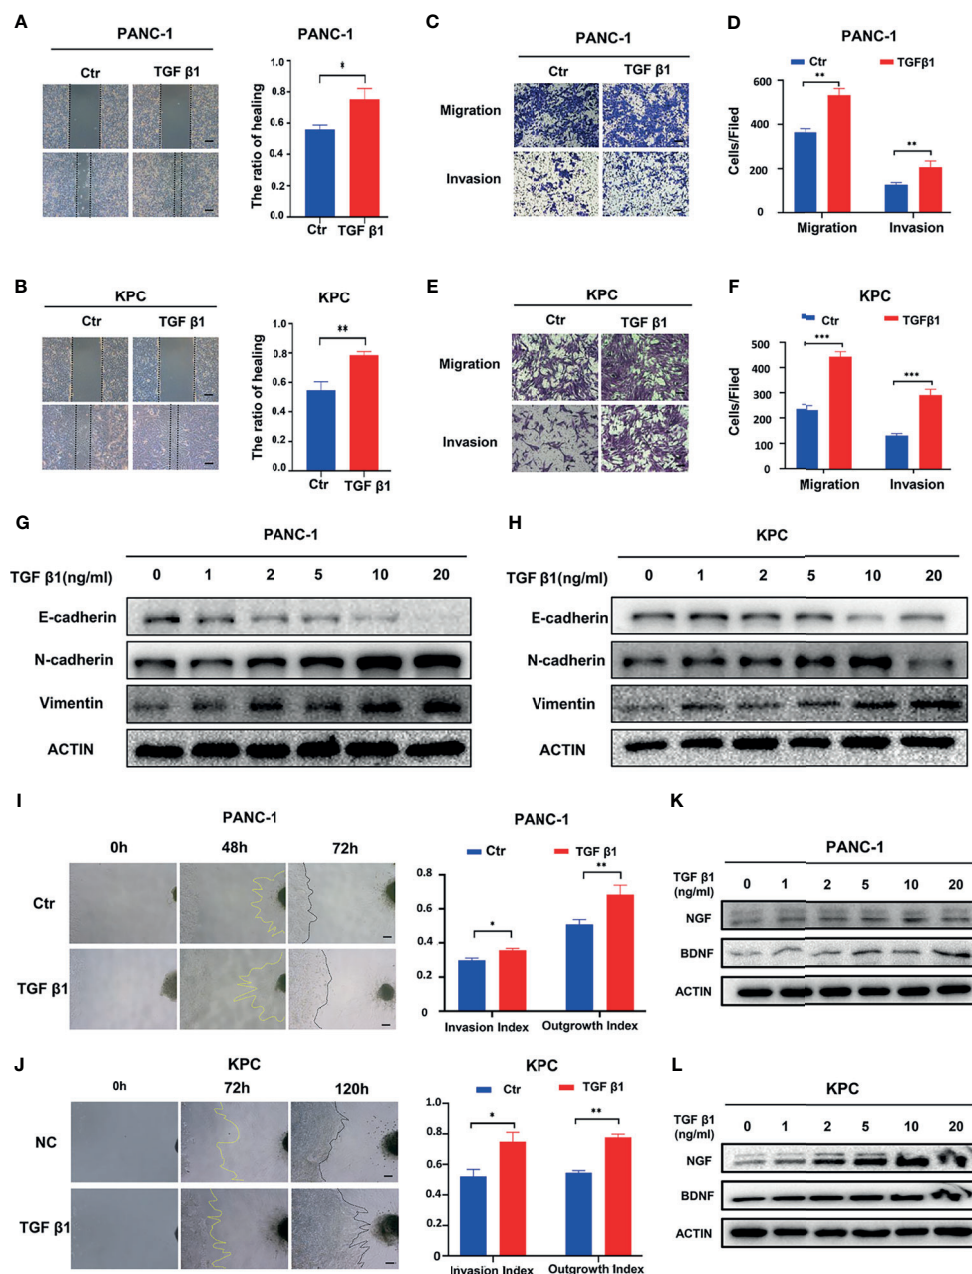 A
PANC-1
Ctr TGF β1
PANC-1
The ratio of healing
1.0
0.8
0.6
0.4
0.2
0.0
*
Ctr TGF β1
C
PANC-1
Ctr TGF β1
Migration
Invasion
D
PANC-1
Ctr TGFβ1
Cells/Filed
600
400
200
0
**
**
Migration Invasion
B
KPC
Ctr TGF β1
KPC
The ratio of healing
1.0
0.8
0.6
0.4
0.2
0.0
**
Ctr TGF β1
E
KPC
Ctr TGF β1
Migration
Invasion
F
KPC
Ctr TGFβ1
Cells/Filed
500
400
300
200
100
0
***
***
Migration Invasion
G
PANC-1
TGF β1(ng/ml) 0 1 2 5 10 20
E-cadherin
N-cadherin
Vimentin
ACTIN
H
KPC
TGF β1(ng/ml) 0 1 2 5 10 20
E-cadherin
N-cadherin
Vimentin
ACTIN
I
PANC-1
0h 48h 72h
Ctr
TGF β1
PANC-1
Ctr TGF β1
0.8
0.6
0.4
0.2
0
*
**
Invasion Index Outgrowth Index
K
PANC-1
TGF β1
(ng/ml)
0 1 2 5 10 20
NGF
BDNF
ACTIN
J
KPC
0h 72h 120h
NC
TGF β1
KPC
Ctr TGF β1
1.0
0.8
0.6
0.4
0.2
0
*
**
Invasion Index Outgrowth Index
L
KPC
TGF β1
(ng/ml)
0 1 2 5 10 20
NGF
BDNF
ACTIN